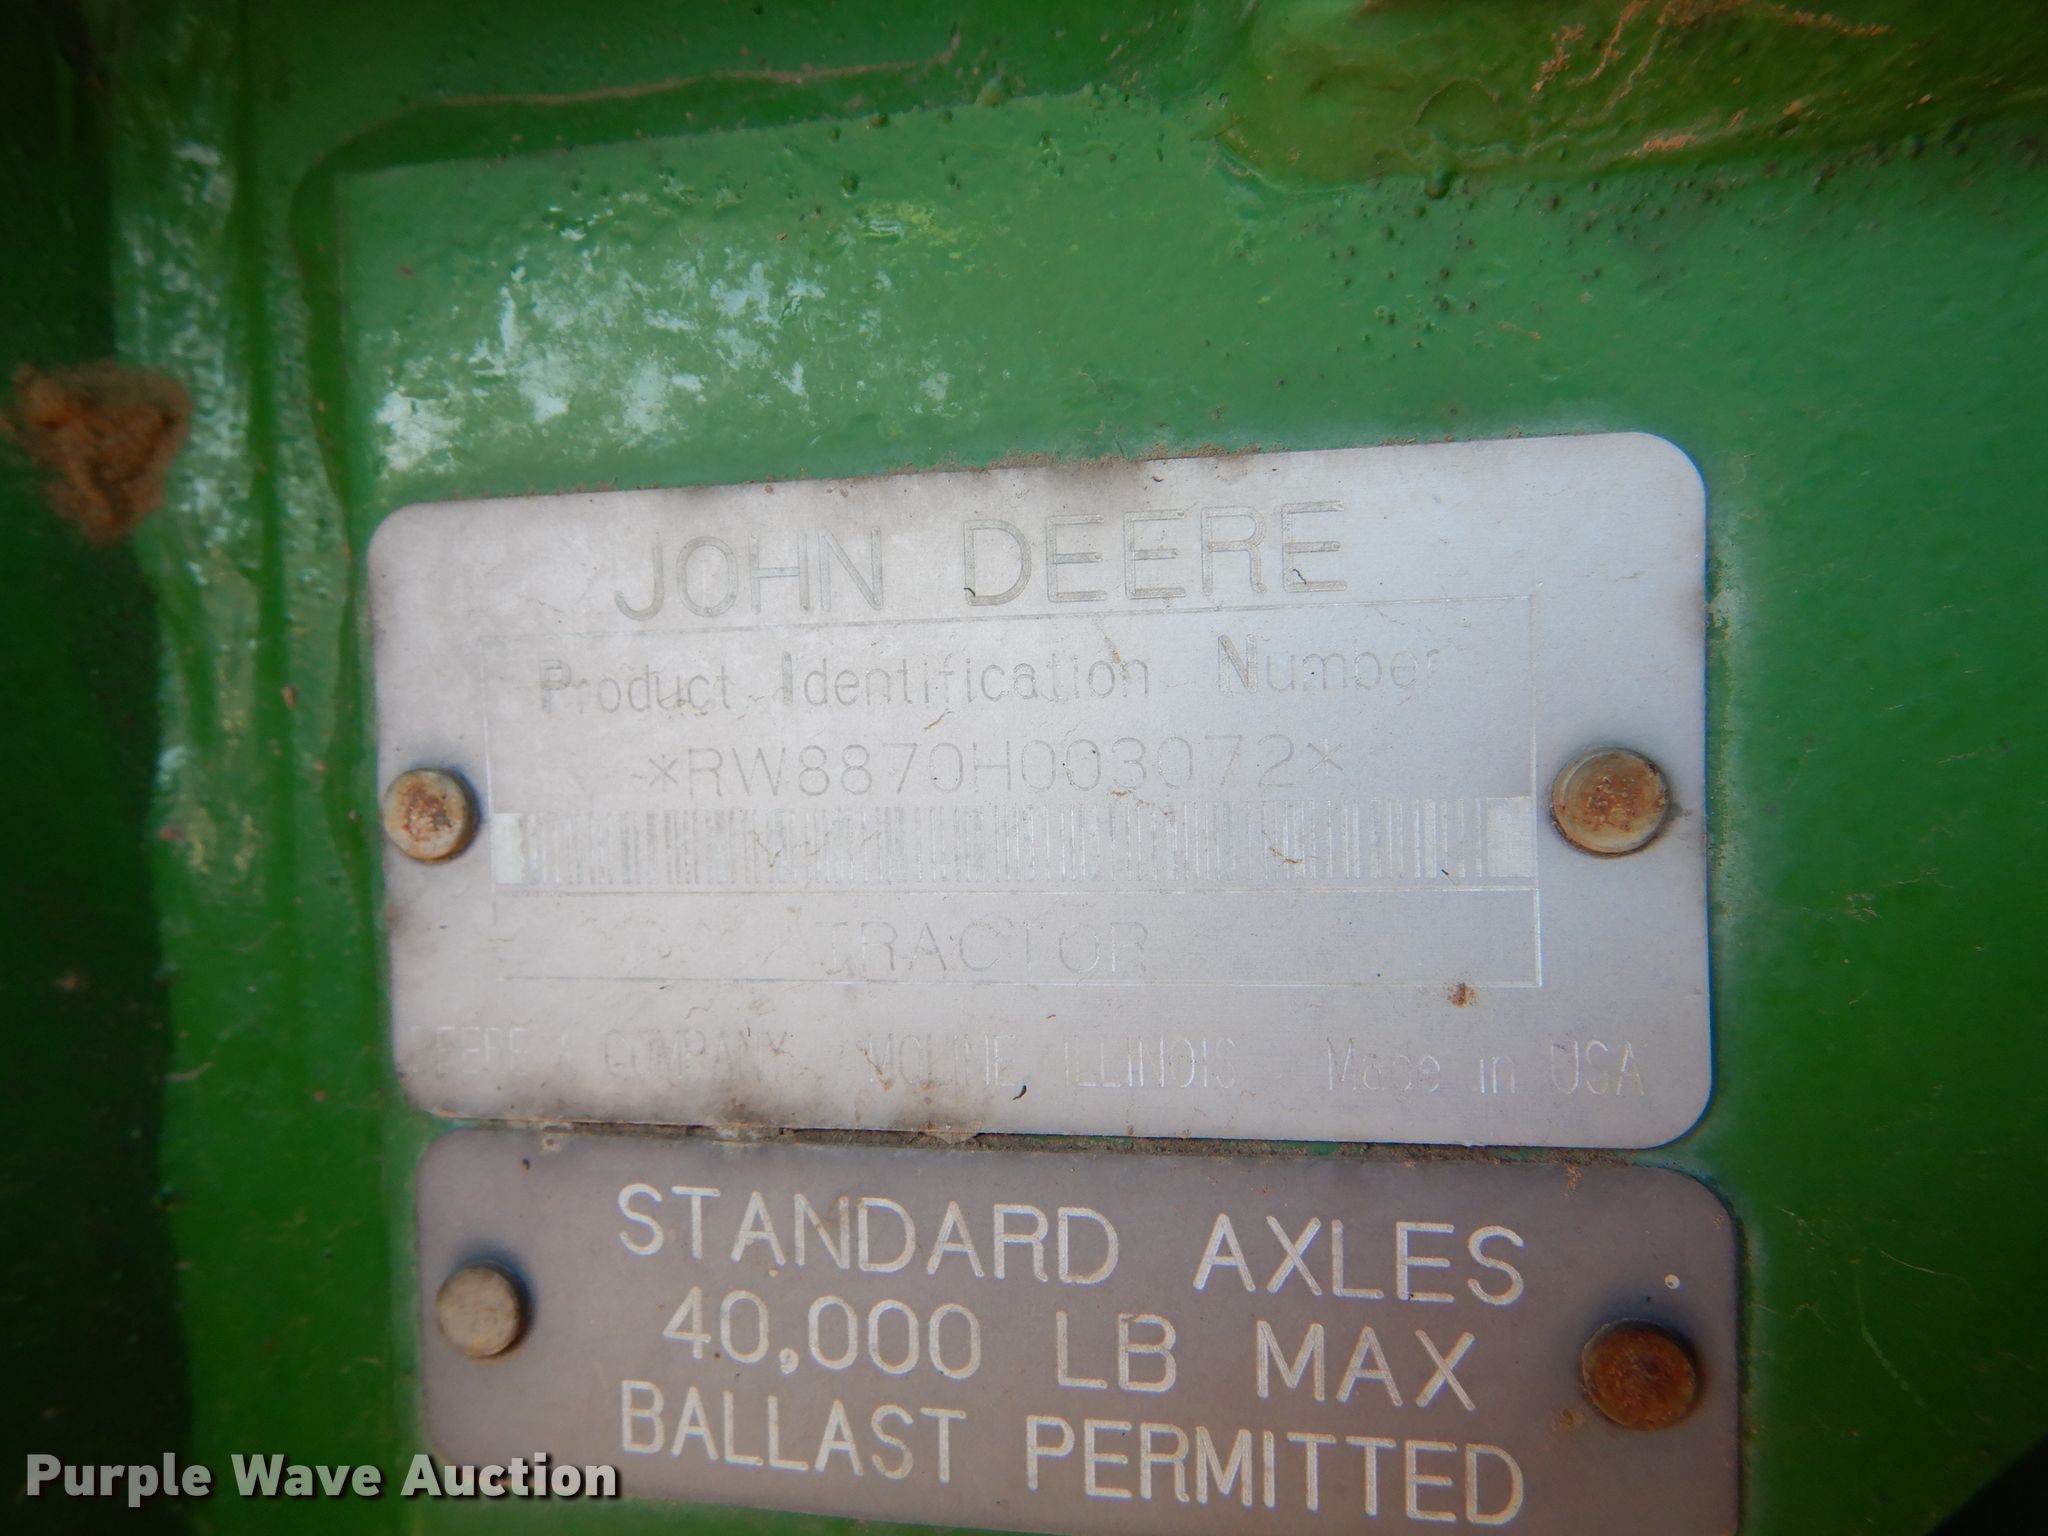 JOHN DEERE
Product Identification Number
*RW8870H003072*
TRACTOR
DEERE & COMPANY MOLINE ILLINOIS Made in USA
STANDARD AXLES
40,000 LB MAX
BALLAST PERMITTED
Purple Wave Auction